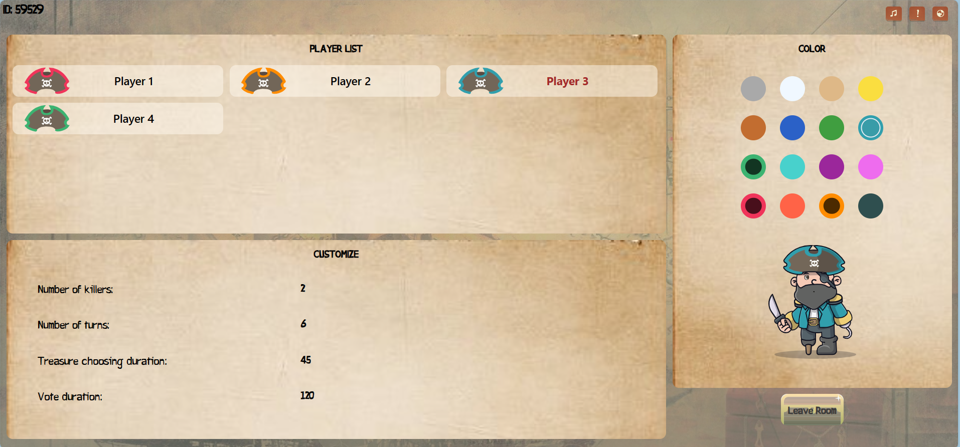 ID: 59529
PLAYER LIST
Player 1
Player 2
Player 3
Player 4
COLOR
CUSTOMIZE
Number of killers: 2
Number of turns: 6
Treasure choosing duration: 45
Vote duration: 120
Leave Room